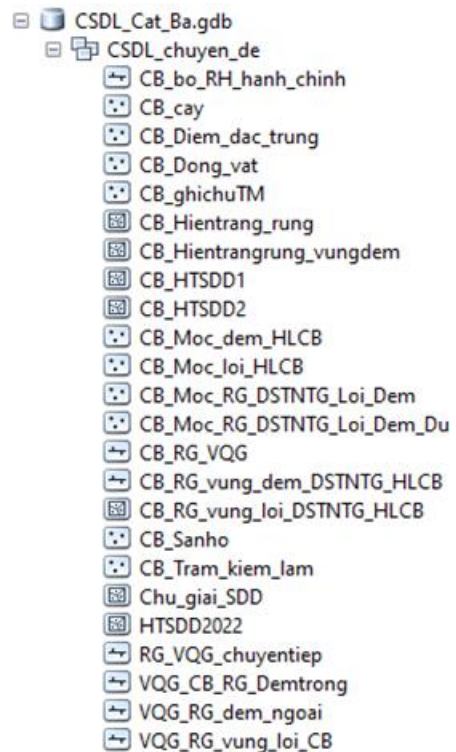 CSDL_Cat_Ba.gdb
CSDL_chuyen_de
CB_bo_RH_hanh_chinh
CB_cay
CB_Diem_dac_trung
CB_Dong_vat
CB_ghichuTM
CB_Hientrang_rung
CB_Hientrangrung_vungdem
CB_HTSDD1
CB_HTSDD2
CB_Moc_dem_HLCB
CB_Moc_loi_HLCB
CB_Moc_RG_DSTNTG_Loi_Dem
CB_Moc_RG_DSTNTG_Loi_Dem_Du
CB_RG_VQG
CB_RG_vung_dem_DSTNTG_HLCB
CB_RG_vung_loi_DSTNTG_HLCB
CB_Sanho
CB_Tram_kiem_lam
Chu_giai_SDD
HTSDD2022
RG_VQG_chuyentiep
VQG_CB_RG_Demtrong
VQG_RG_dem_ngoai
VQG_RG_vung_loi_CB